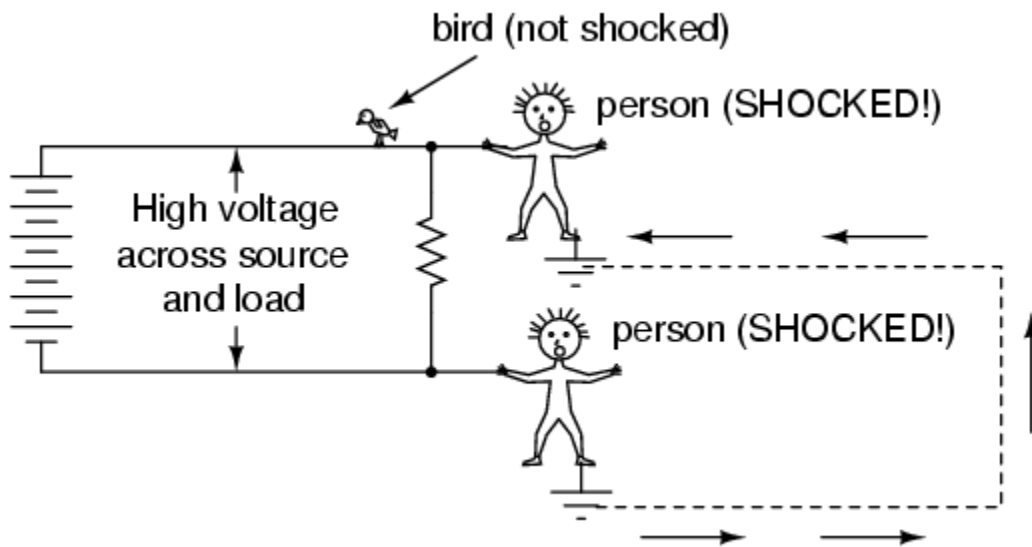 bird (not shocked)
person (SHOCKED!)
High voltage
across source
and load
person (SHOCKED!)